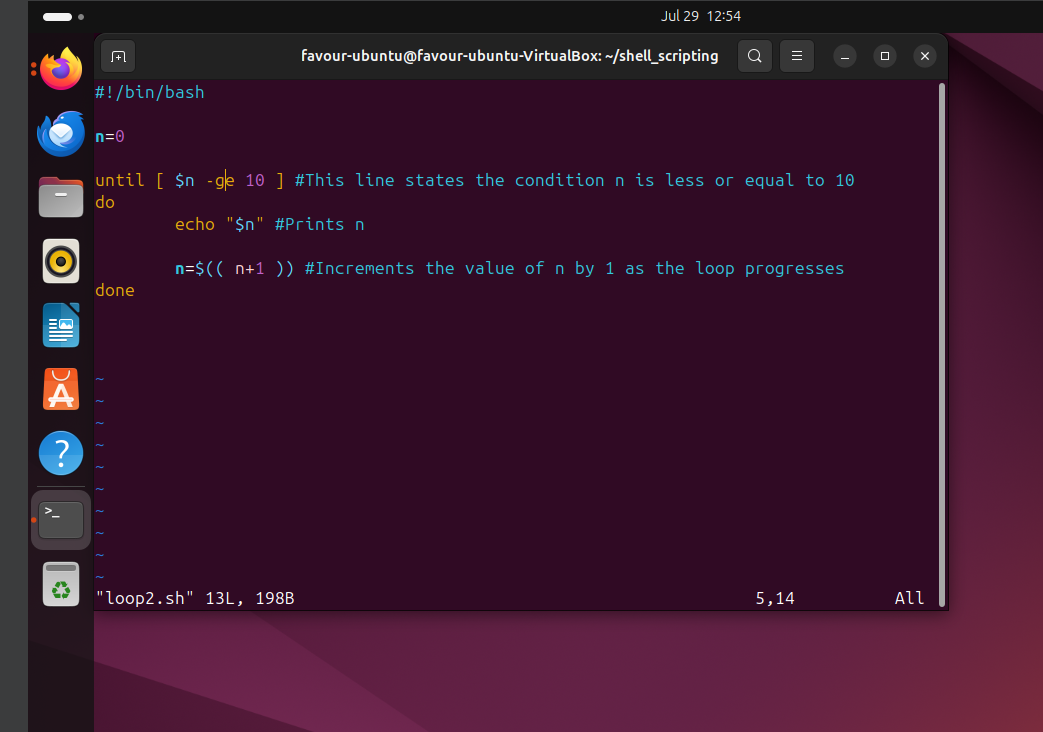 Jul 29 12:54
favour-ubuntu@favour-ubuntu-VirtualBox: ~/shell_scripting
#!/bin/bash
n=0
until [ $n -ge 10 ] #This line states the condition n is less or equal to 10
do
echo "$n" #Prints n
n=$(( n+1 )) #Increments the value of n by 1 as the loop progresses
done
~
~
~
~
~
~
~
~
~
~
"loop2.sh" 13L, 198B 5,14 All
>_
?